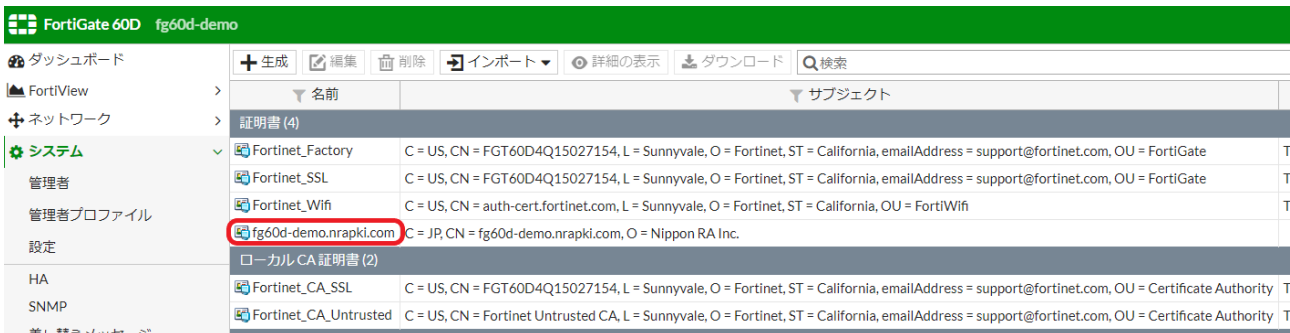 FortiGate 60D fg60d-demo
ダッシュボード
FortiView
ネットワーク
システム
管理者
管理者プロファイル
設定
HA
SNMP
生成 編集 削除 インポート 詳細の表示 ダウンロード 検索
名前 サブジェクト
証明書 (4)
Fortinet_Factory C = US, CN = FGT60D4Q15027154, L = Sunnyvale, O = Fortinet, ST = California, emailAddress = support@fortinet.com, OU = FortiGate
Fortinet_SSL C = US, CN = FGT60D4Q15027154, L = Sunnyvale, O = Fortinet, ST = California, emailAddress = support@fortinet.com, OU = FortiGate
Fortinet_Wifi C = US, CN = auth-cert.fortinet.com, L = Sunnyvale, O = Fortinet, ST = California, OU = FortiWifi
fg60d-demo.nrapki.com C = JP, CN = fg60d-demo.nrapki.com, O = Nippon RA Inc.
ローカル CA 証明書 (2)
Fortinet_CA_SSL C = US, CN = FGT60D4Q15027154, L = Sunnyvale, O = Fortinet, ST = California, emailAddress = support@fortinet.com, OU = Certificate Authority
Fortinet_CA_Untrusted C = US, CN = Fortinet Untrusted CA, L = Sunnyvale, O = Fortinet, ST = California, emailAddress = support@fortinet.com, OU = Certificate Authority